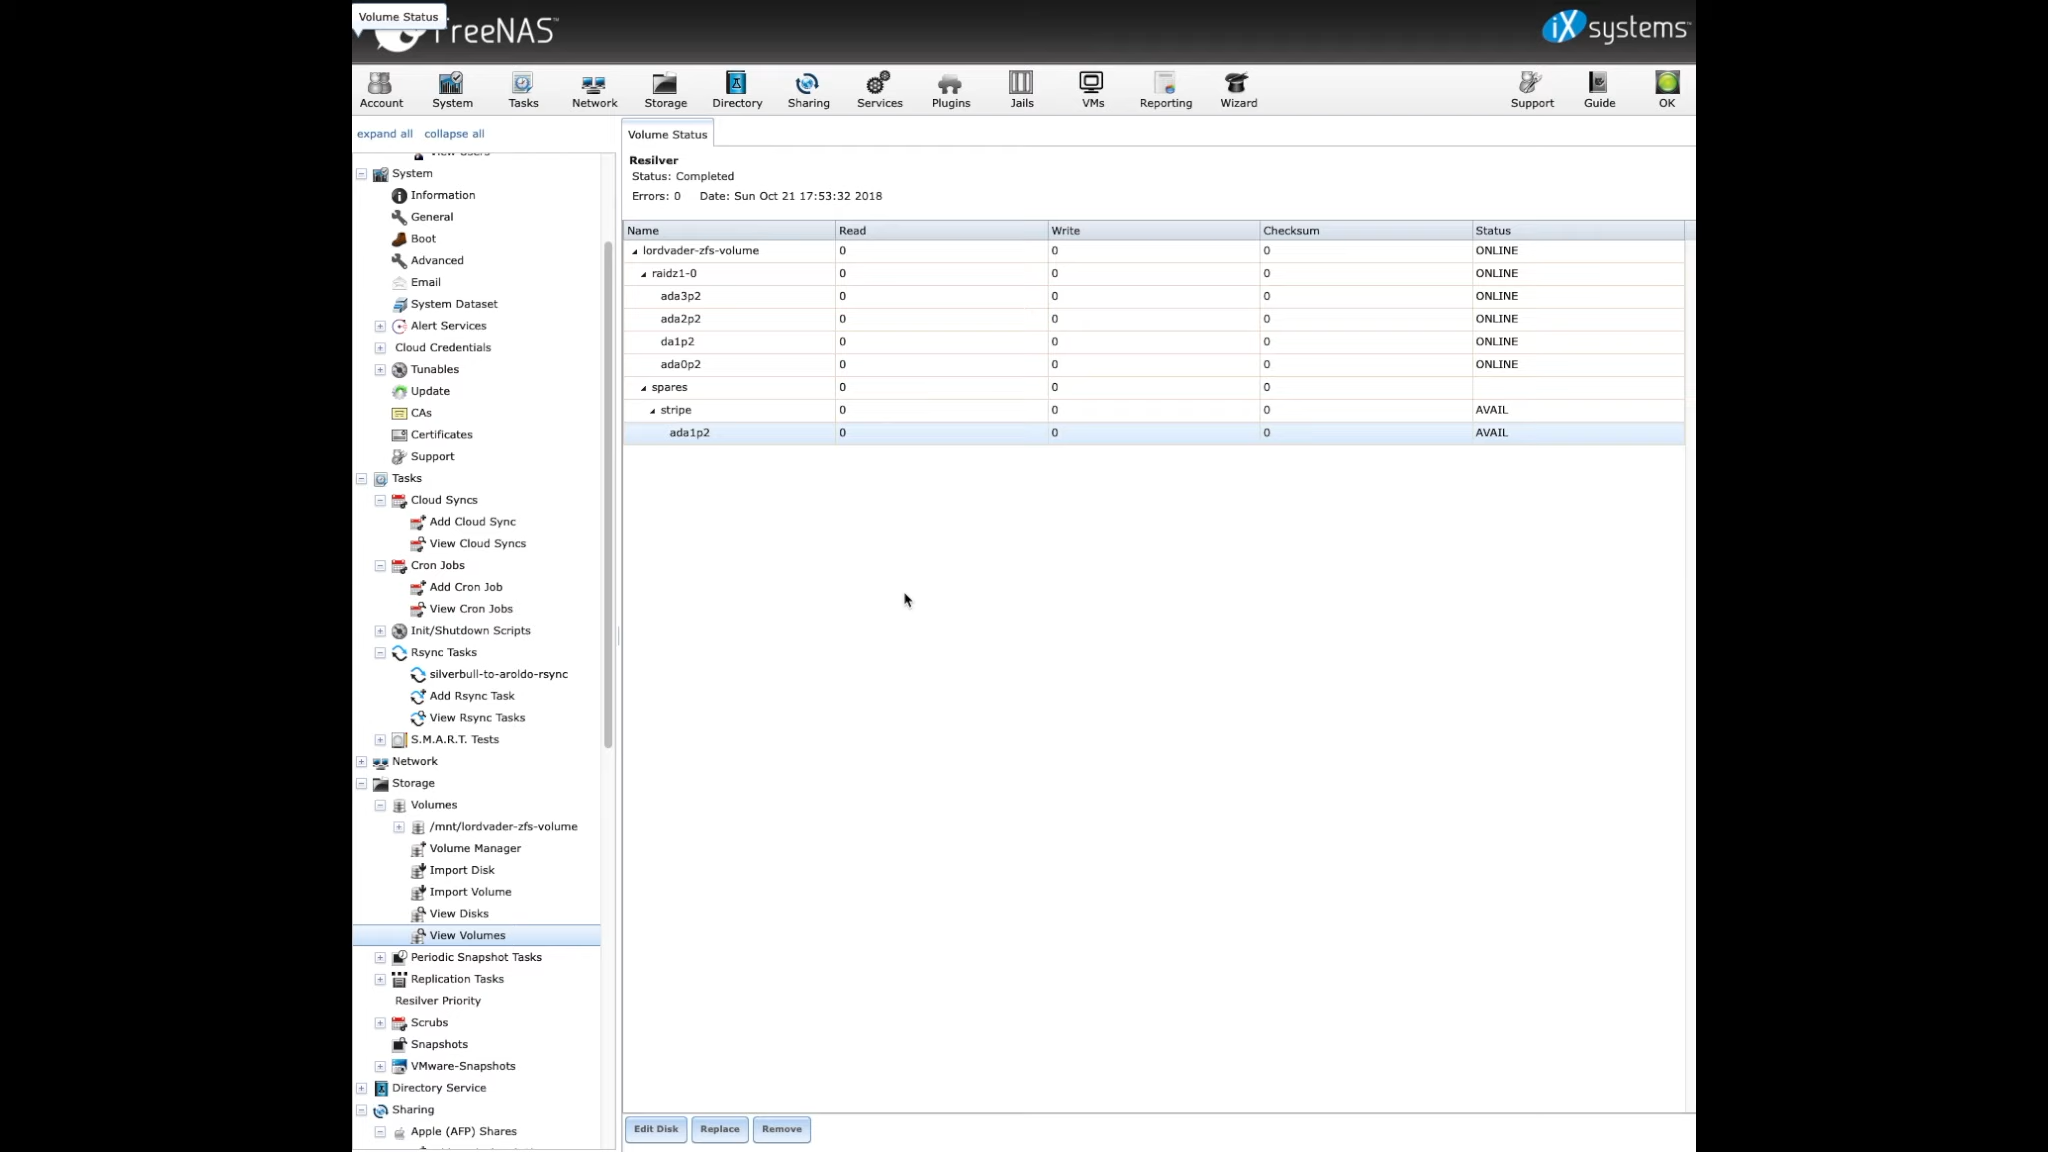 Volume Status
FreeNAS™
iX systems™
Account System Tasks Network Storage Directory Sharing Services Plugins Jails VMs Reporting Wizard Support Guide OK
expand all collapse all
View Users
System
Information
General
Boot
Advanced
Email
System Dataset
Alert Services
Cloud Credentials
Tunables
Update
CAs
Certificates
Support
Tasks
Cloud Syncs
Add Cloud Sync
View Cloud Syncs
Cron Jobs
Add Cron Job
View Cron Jobs
Init/Shutdown Scripts
Rsync Tasks
silverbull-to-aroldo-rsync
Add Rsync Task
View Rsync Tasks
S.M.A.R.T. Tests
Network
Storage
Volumes
/mnt/lordvader-zfs-volume
Volume Manager
Import Disk
Import Volume
View Disks
View Volumes
Periodic Snapshot Tasks
Replication Tasks
Resilver Priority
Scrubs
Snapshots
VMware-Snapshots
Directory Service
Sharing
Apple (AFP) Shares
Volume Status
Resilver
Status: Completed
Errors: 0 Date: Sun Oct 21 17:53:32 2018
Name Read Write Checksum Status
lordvader-zfs-volume 0 0 0 ONLINE
raidz1-0 0 0 0 ONLINE
ada3p2 0 0 0 ONLINE
ada2p2 0 0 0 ONLINE
da1p2 0 0 0 ONLINE
ada0p2 0 0 0 ONLINE
spares 0 0 0
stripe 0 0 0 AVAIL
ada1p2 0 0 0 AVAIL
Edit Disk Replace Remove